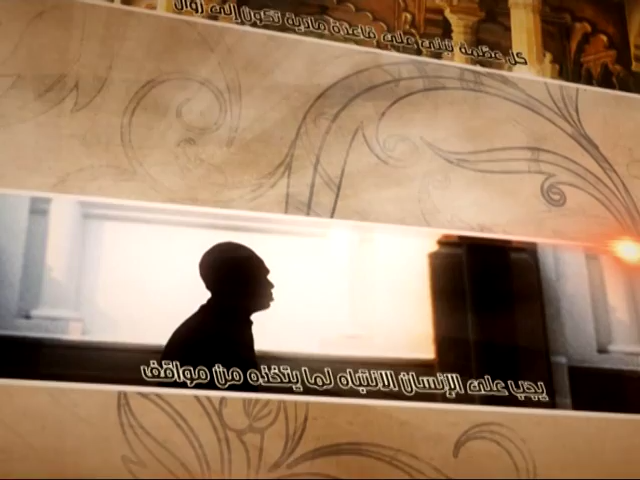 كل عظمة تبنى على قاعدة مادية تكون إلى زوال
يجب على الإنسان الانتباه لما يتخذه من مواقف